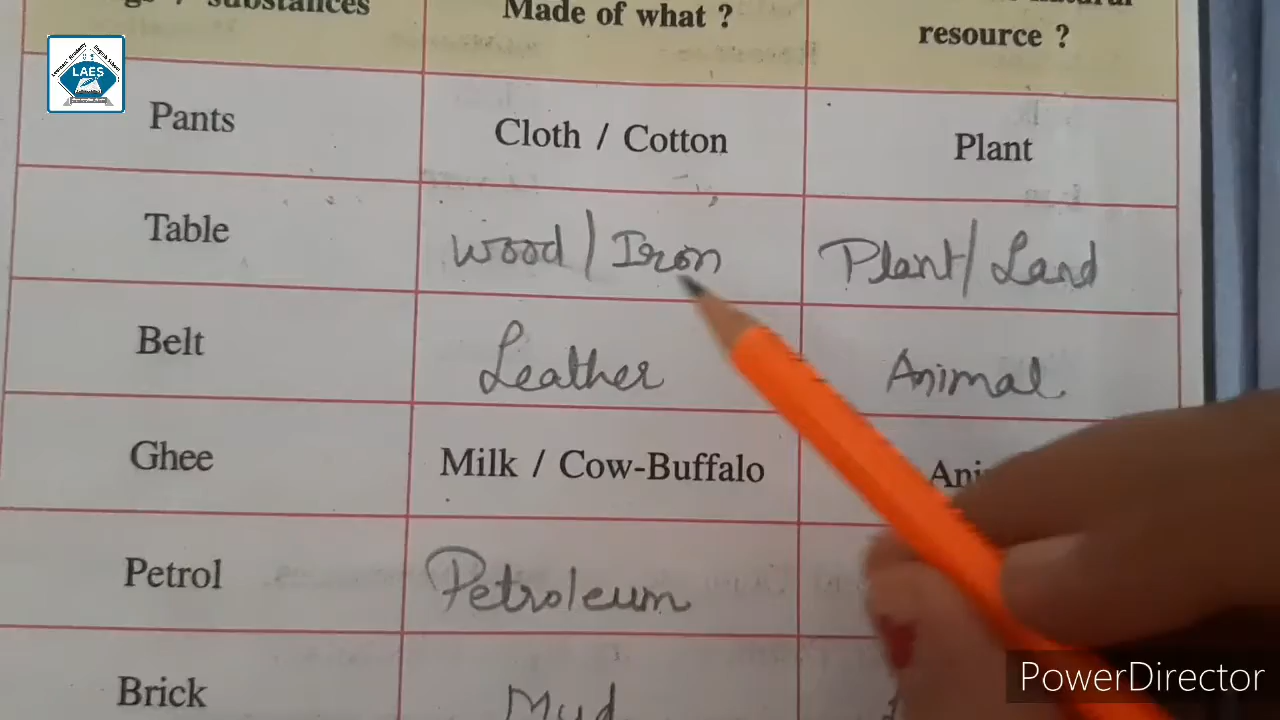 substances
Made of what ?
resource ?
LAES
Pants
Cloth / Cotton
Plant
Table
Wood / Iron
Plant / Land
Belt
Leather
Animal
Ghee
Milk / Cow-Buffalo
Petrol
Petroleum
Brick
Mud
PowerDirector